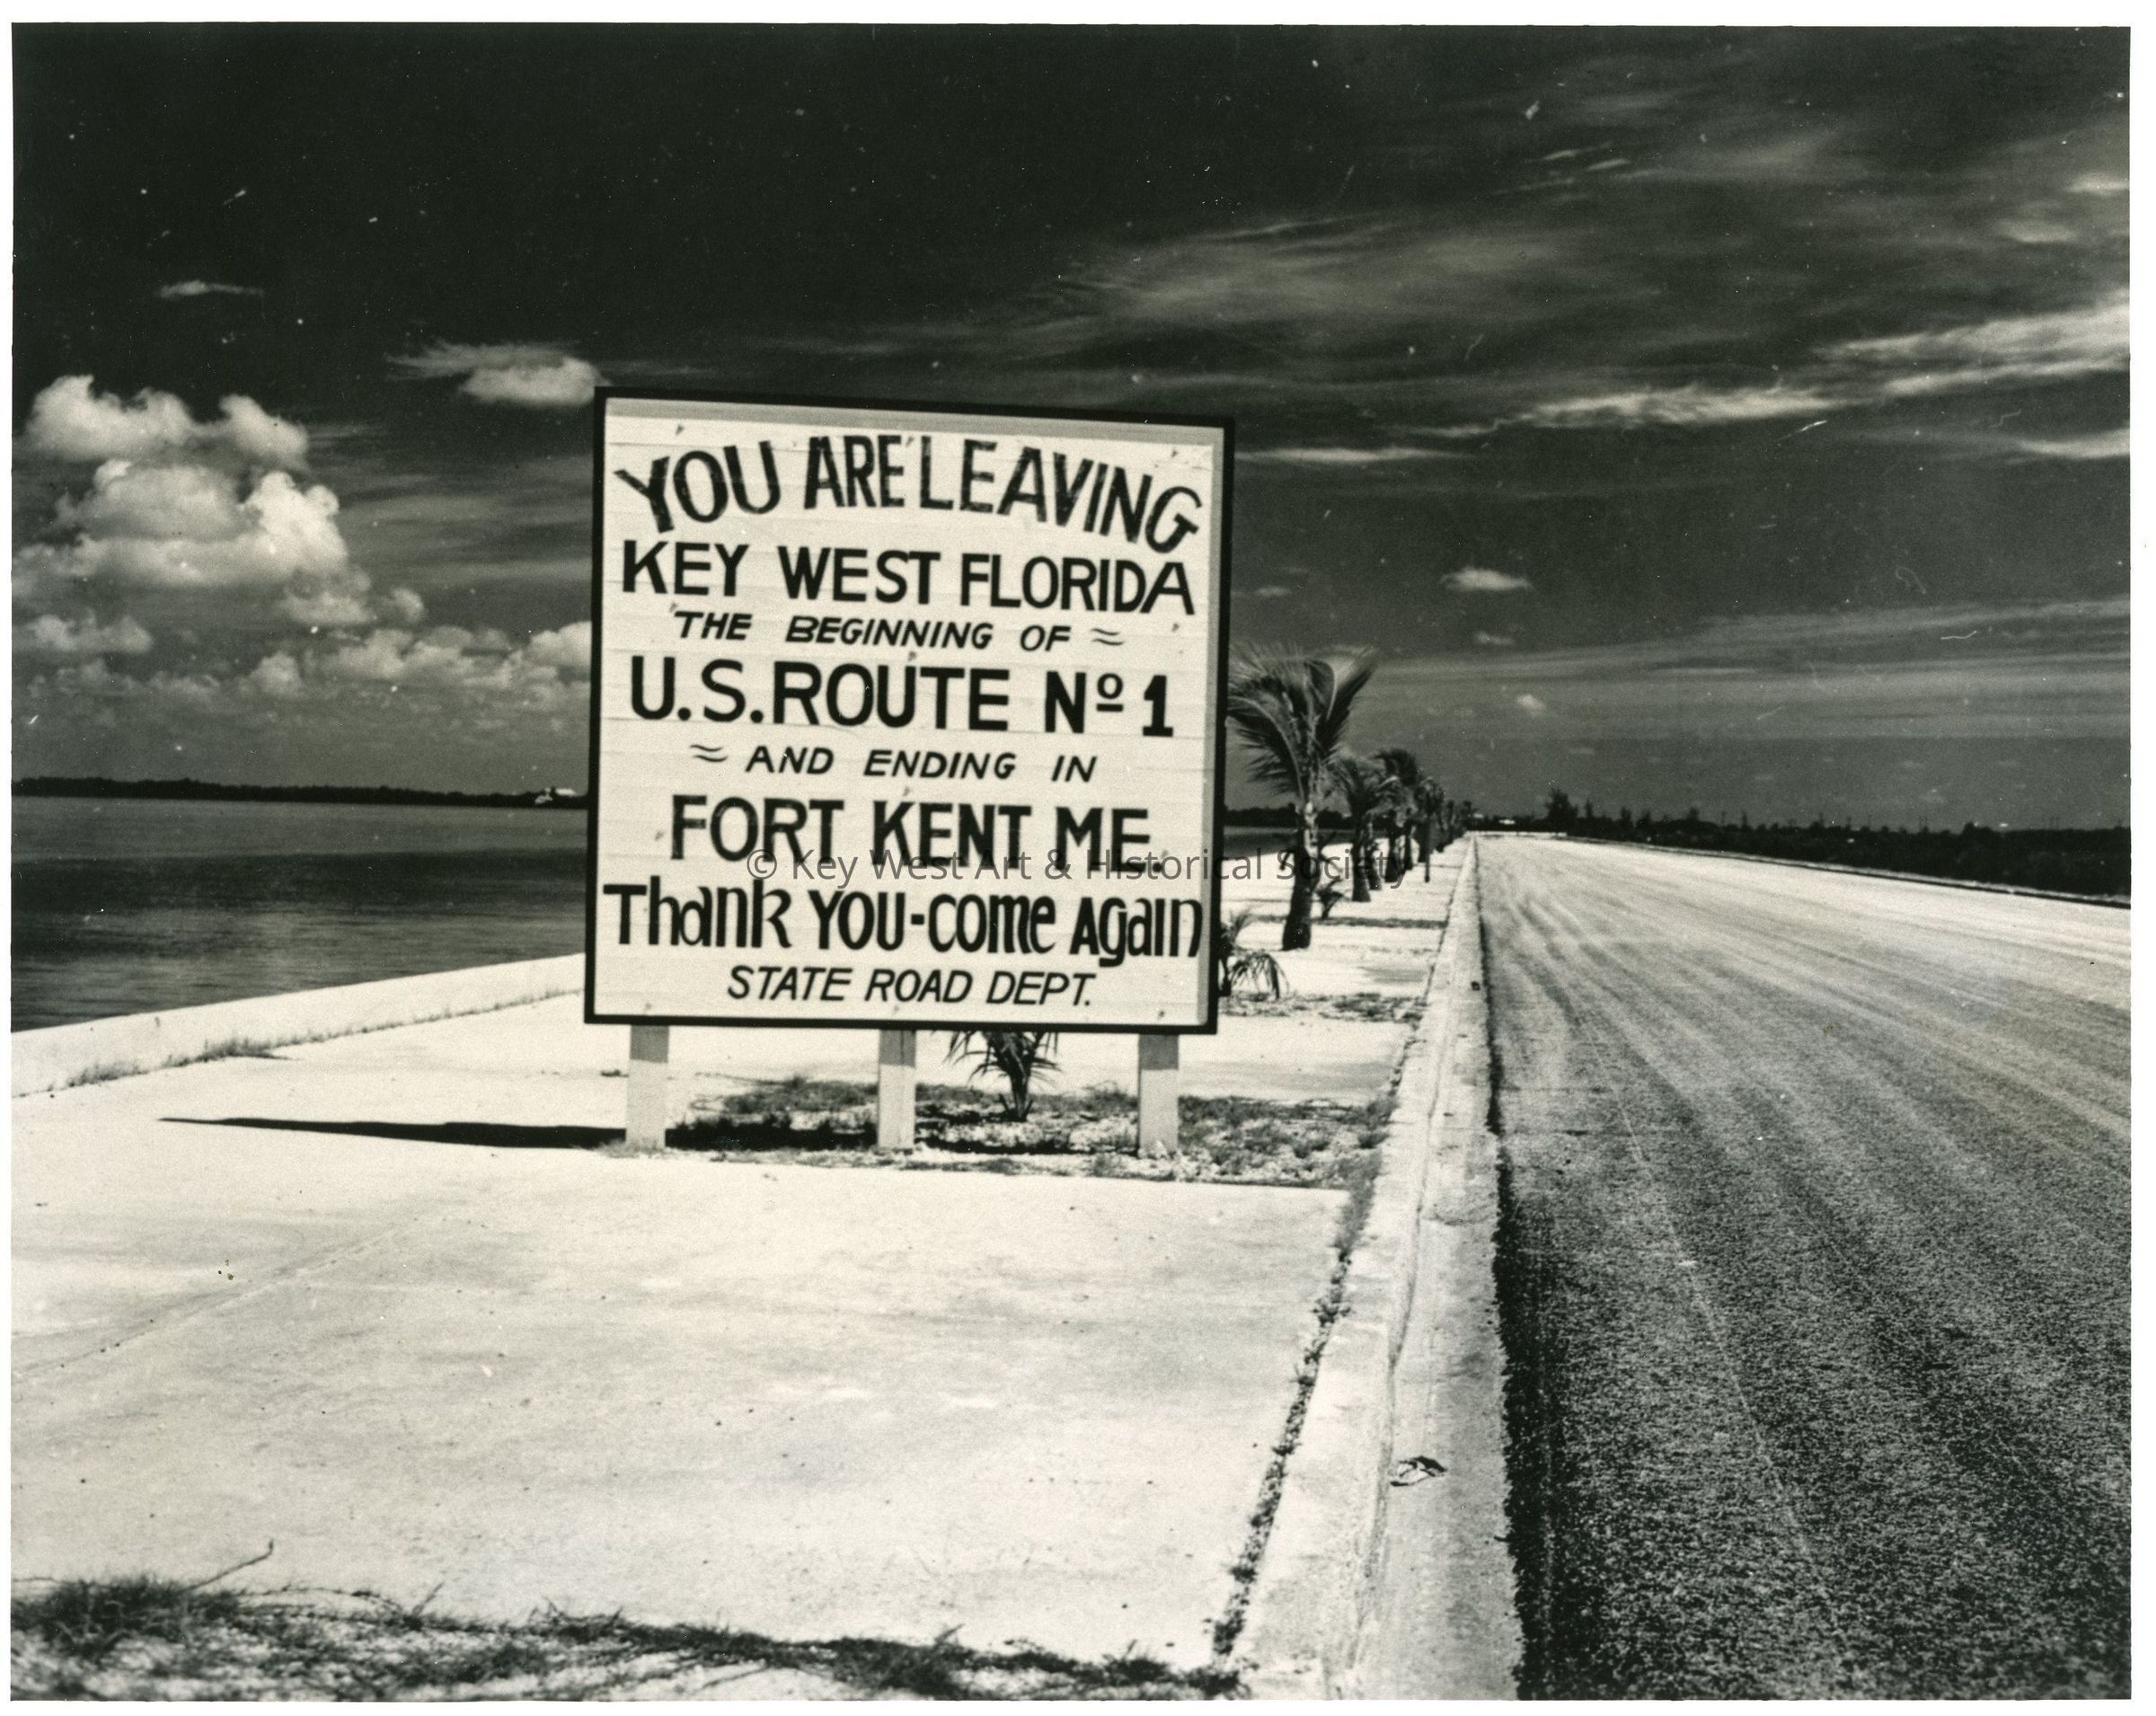 YOU ARE LEAVING
KEY WEST FLORIDA
THE BEGINNING OF ≈
U.S. ROUTE Nº 1
≈ AND ENDING IN
FORT KENT ME.
© Key West Art & Historical Society
Thank YOU-COME AGAIN
STATE ROAD DEPT.